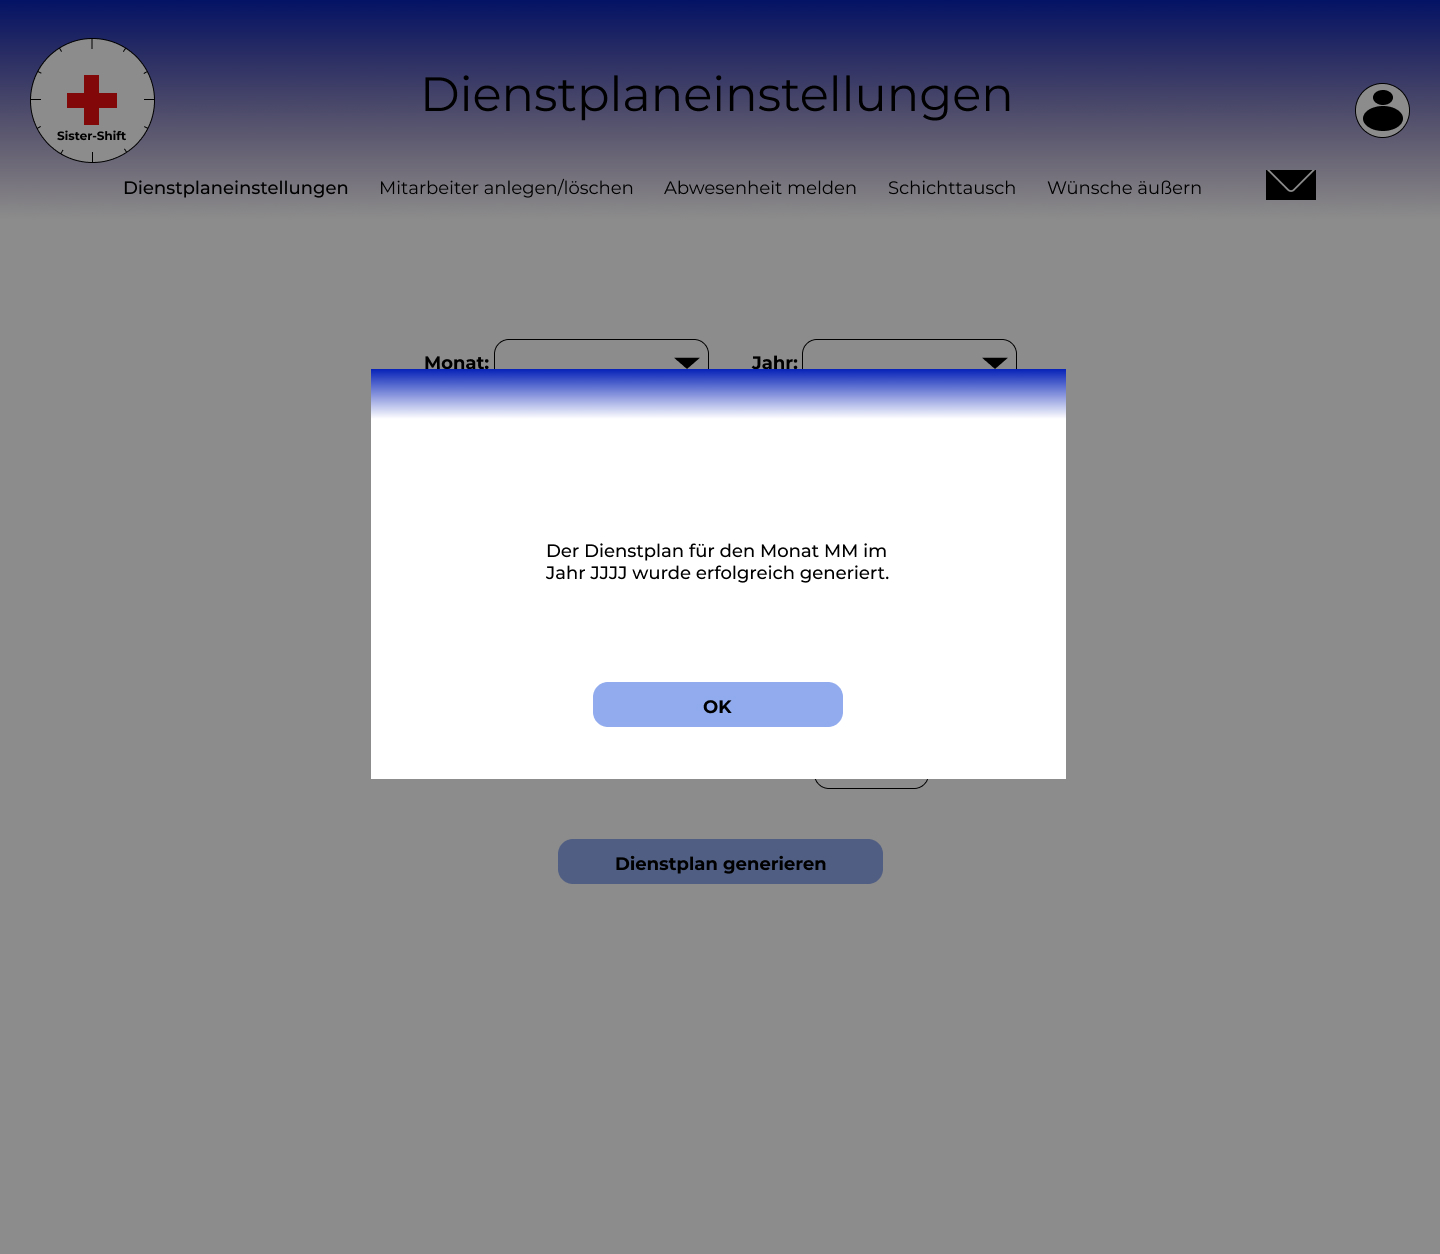 Dienstplaneinstellungen
Sister-Shift
Dienstplaneinstellungen Mitarbeiter anlegen/löschen Abwesenheit melden Schichttausch Wünsche äußern
Monat: Jahr:
Der Dienstplan für den Monat MM im
Jahr JJJJ wurde erfolgreich generiert.
OK
Dienstplan generieren